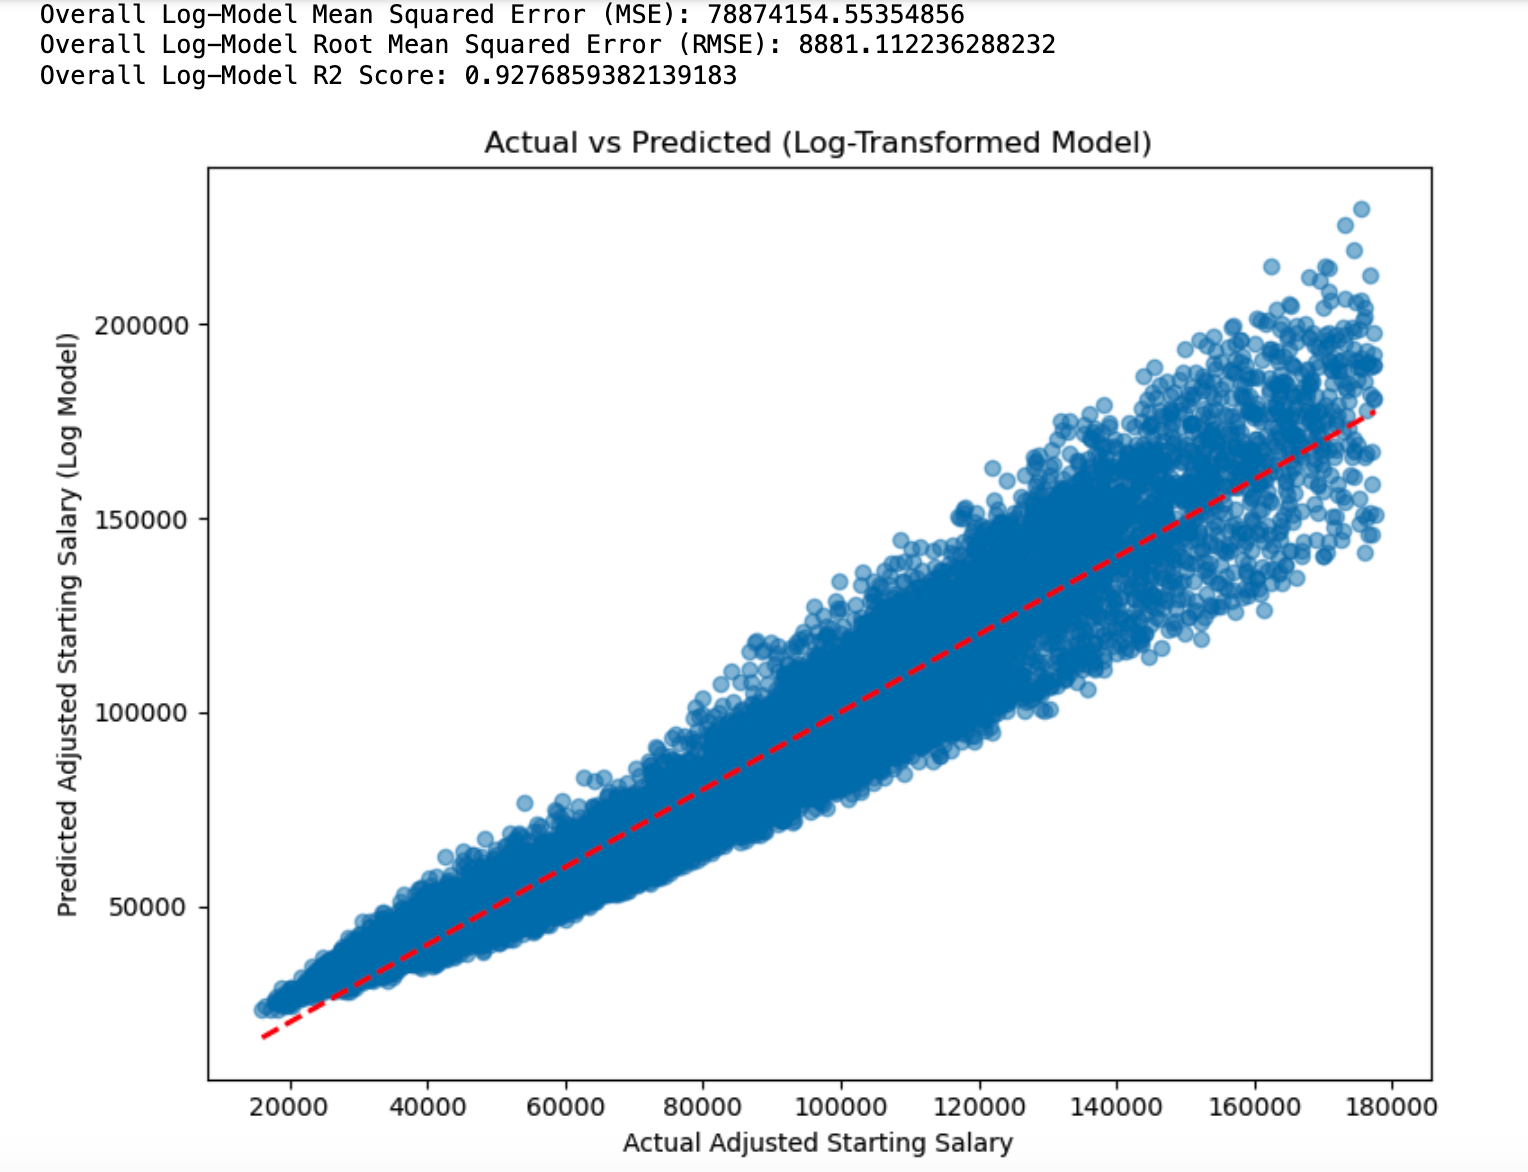 Overall Log-Model Mean Squared Error (MSE): 78874154.55354856
Overall Log-Model Root Mean Squared Error (RMSE): 8881.112236288232
Overall Log-Model R2 Score: 0.9276859382139183
Actual vs Predicted (Log-Transformed Model)
Predicted Adjusted Starting Salary (Log Model)
200000
150000
100000
50000
20000 40000 60000 80000 100000 120000 140000 160000 180000
Actual Adjusted Starting Salary